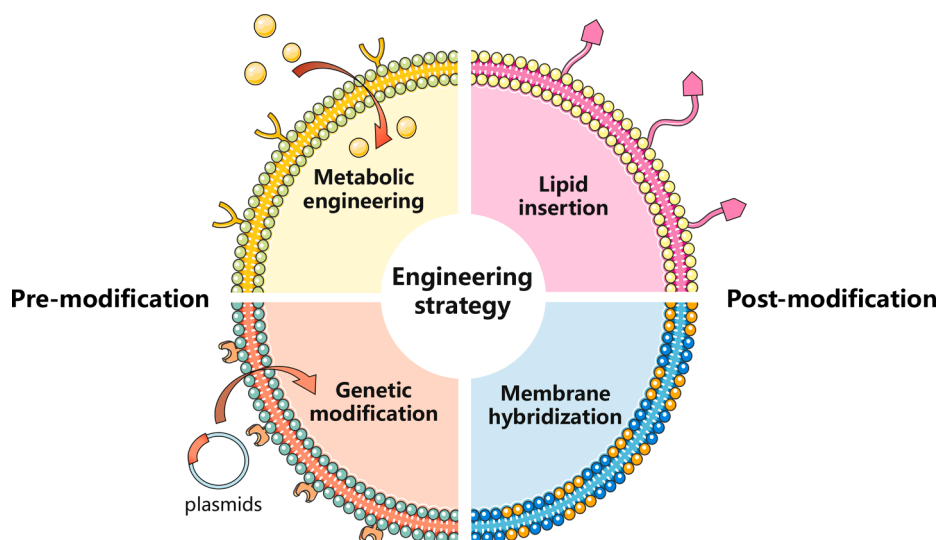 Metabolic
engineering
Lipid
insertion
Pre-modification
Engineering
strategy
Post-modification
Genetic
modification
Membrane
hybridization
plasmids